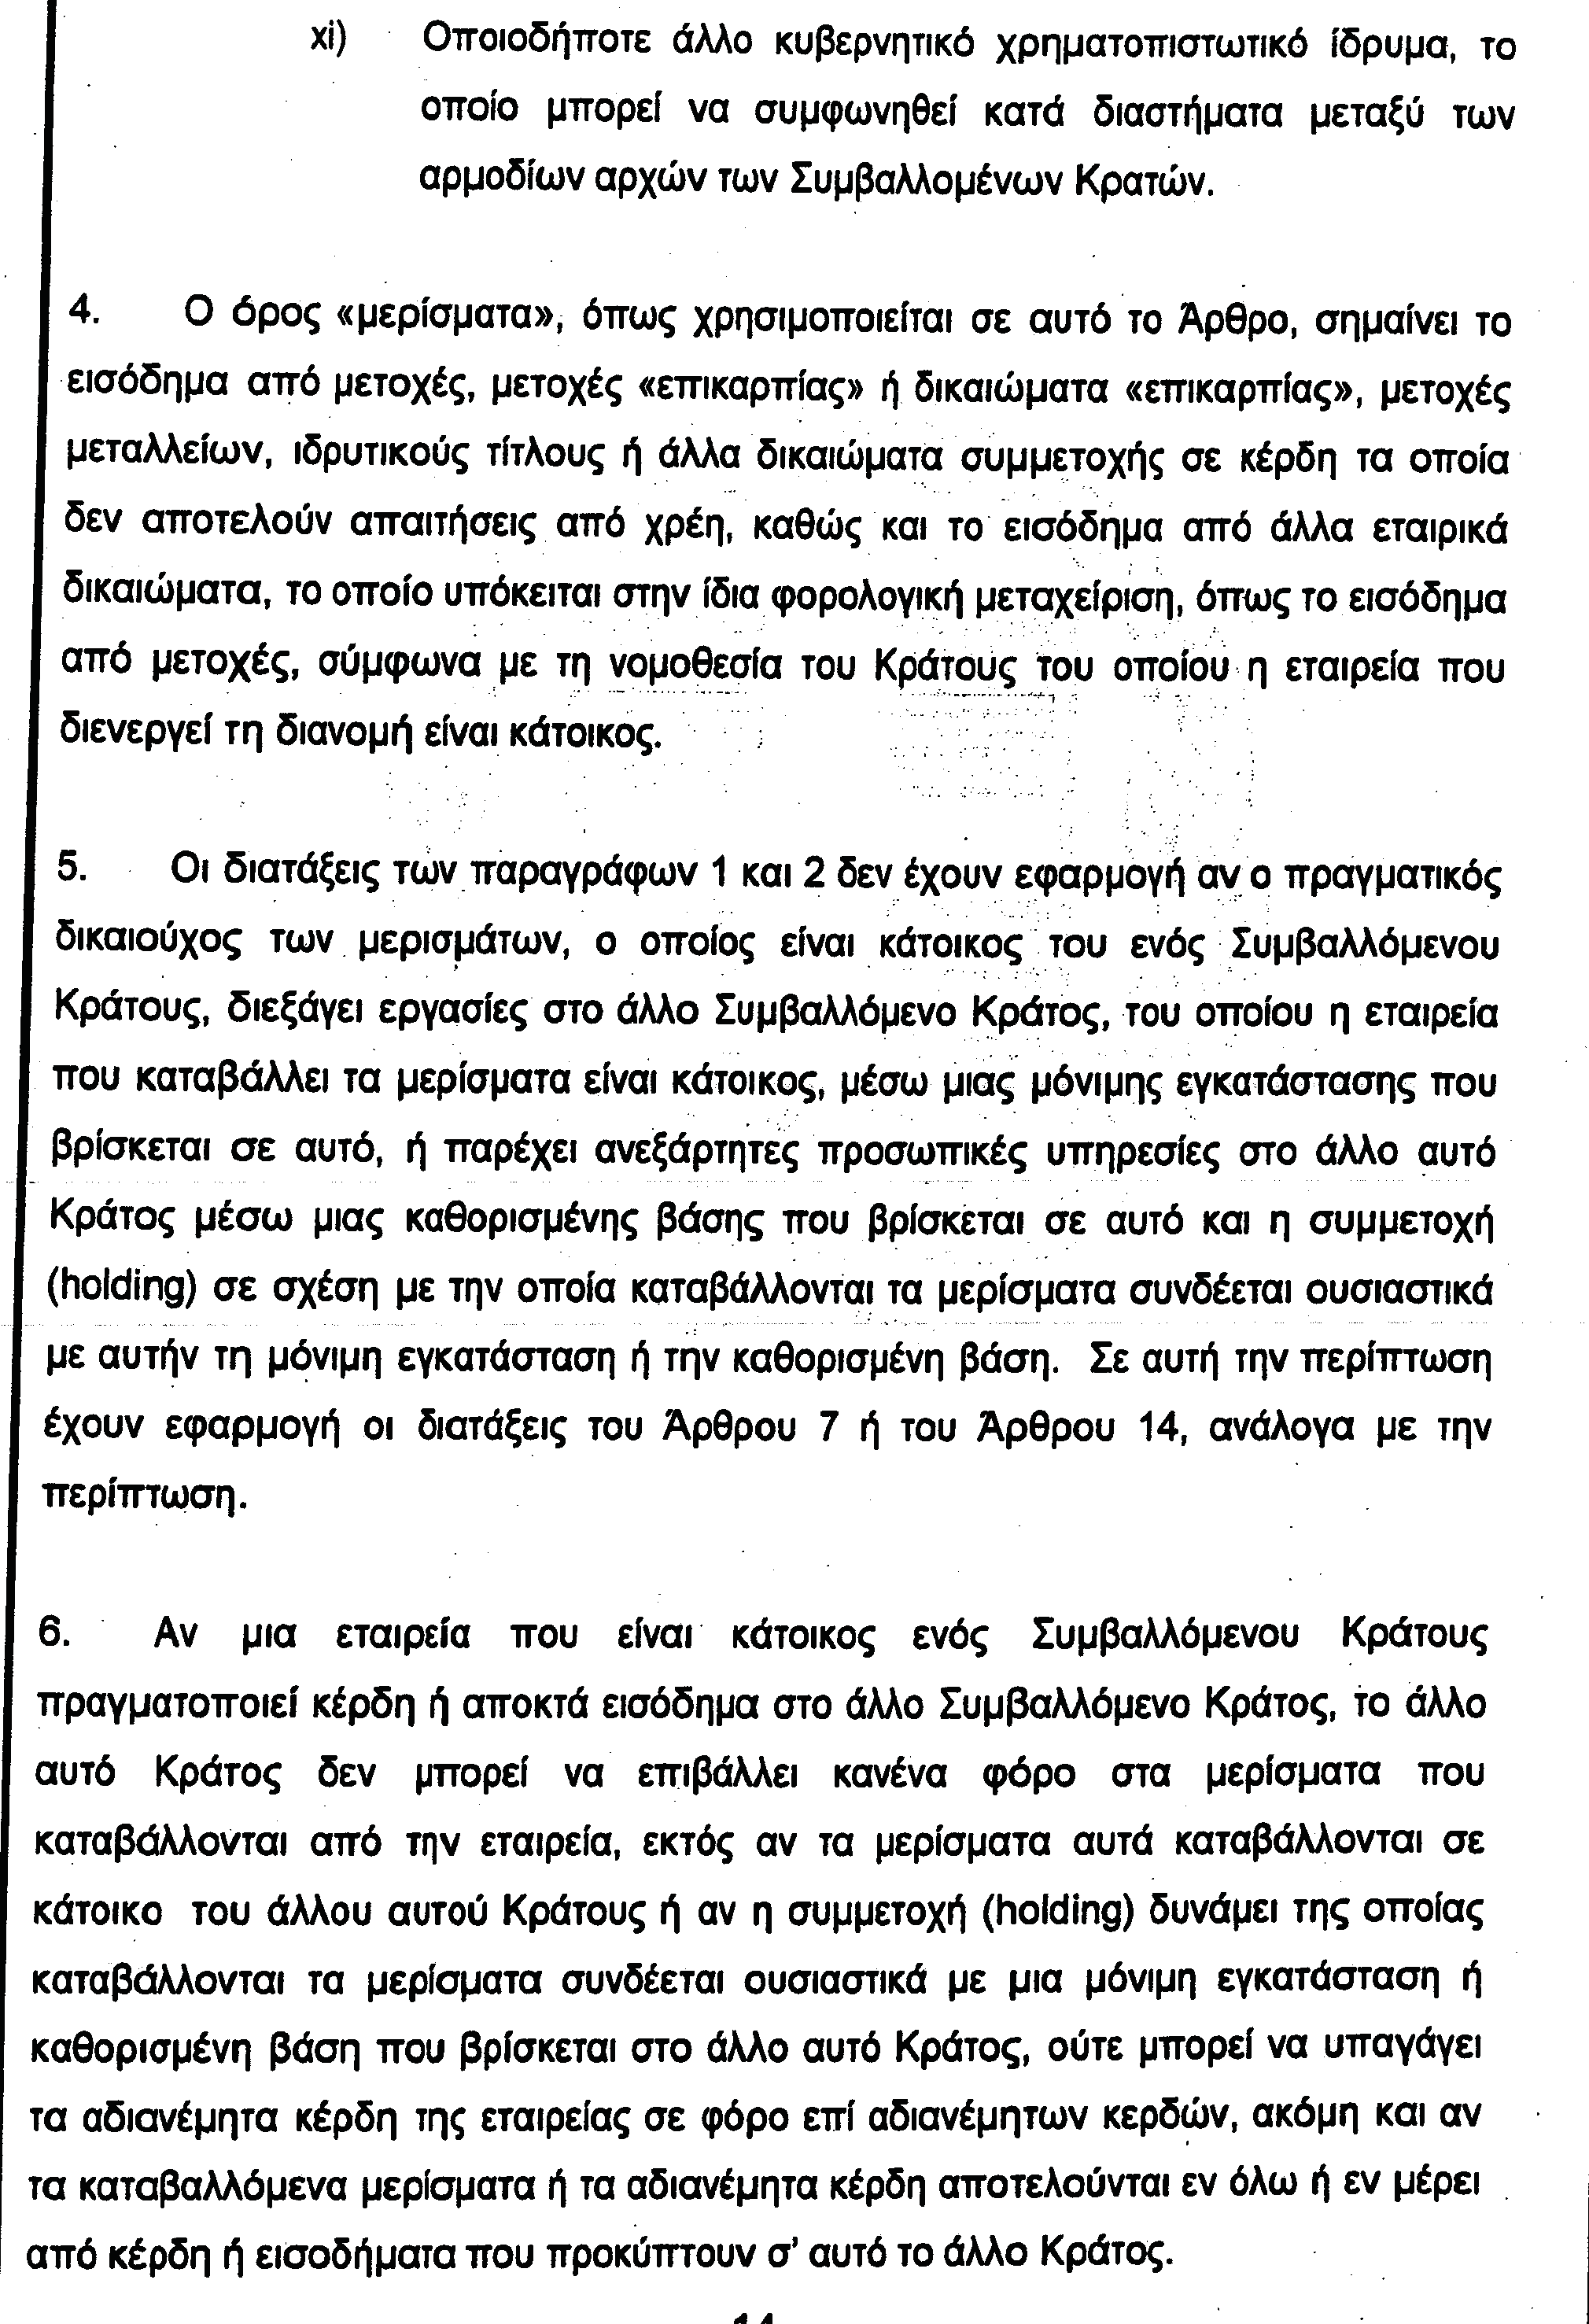 xi) Οποιοδήποτε άλλο κυβερνητικό χρηματοπιστωτικό ίδρυμα, το
οποίο μπορεί να συμφωνηθεί κατά διαστήματα μεταξύ των
αρμοδίων αρχών των Συμβαλλομένων Κρατών.
4. Ο όρος «μερίσματα», όπως χρησιμοποιείται σε αυτό το Άρθρο, σημαίνει το
εισόδημα από μετοχές, μετοχές «επικαρπίας» ή δικαιώματα «επικαρπίας», μετοχές
μεταλλείων, ιδρυτικούς τίτλους ή άλλα δικαιώματα συμμετοχής σε κέρδη τα οποία
δεν αποτελούν απαιτήσεις από χρέη, καθώς και το εισόδημα από άλλα εταιρικά
δικαιώματα, το οποίο υπόκειται στην ίδια φορολογική μεταχείριση, όπως το εισόδημα
από μετοχές, σύμφωνα με τη νομοθεσία του Κράτους του οποίου η εταιρεία που
διενεργεί τη διανομή είναι κάτοικος.
5. Οι διατάξεις των παραγράφων 1 και 2 δεν έχουν εφαρμογή αν ο πραγματικός
δικαιούχος των μερισμάτων, ο οποίος είναι κάτοικος του ενός Συμβαλλόμενου
Κράτους, διεξάγει εργασίες στο άλλο Συμβαλλόμενο Κράτος, του οποίου η εταιρεία
που καταβάλλει τα μερίσματα είναι κάτοικος, μέσω μιας μόνιμης εγκατάστασης που
βρίσκεται σε αυτό, ή παρέχει ανεξάρτητες προσωπικές υπηρεσίες στο άλλο αυτό
Κράτος μέσω μιας καθορισμένης βάσης που βρίσκεται σε αυτό και η συμμετοχή
(holding) σε σχέση με την οποία καταβάλλονται τα μερίσματα συνδέεται ουσιαστικά
με αυτήν τη μόνιμη εγκατάσταση ή την καθορισμένη βάση. Σε αυτή την περίπτωση
έχουν εφαρμογή οι διατάξεις του Άρθρου 7 ή του Άρθρου 14, ανάλογα με την
περίπτωση.
6. Αν μια εταιρεία που είναι κάτοικος ενός Συμβαλλόμενου Κράτους
πραγματοποιεί κέρδη ή αποκτά εισόδημα στο άλλο Συμβαλλόμενο Κράτος, το άλλο
αυτό Κράτος δεν μπορεί να επιβάλλει κανένα φόρο στα μερίσματα που
καταβάλλονται από την εταιρεία, εκτός αν τα μερίσματα αυτά καταβάλλονται σε
κάτοικο του άλλου αυτού Κράτους ή αν η συμμετοχή (holding) δυνάμει της οποίας
καταβάλλονται τα μερίσματα συνδέεται ουσιαστικά με μια μόνιμη εγκατάσταση ή
καθορισμένη βάση που βρίσκεται στο άλλο αυτό Κράτος, ούτε μπορεί να υπαγάγει
τα αδιανέμητα κέρδη της εταιρείας σε φόρο επί αδιανέμητων κερδών, ακόμη και αν
τα καταβαλλόμενα μερίσματα ή τα αδιανέμητα κέρδη αποτελούνται εν όλω ή εν μέρει
από κέρδη ή εισοδήματα που προκύπτουν σ' αυτό το άλλο Κράτος.